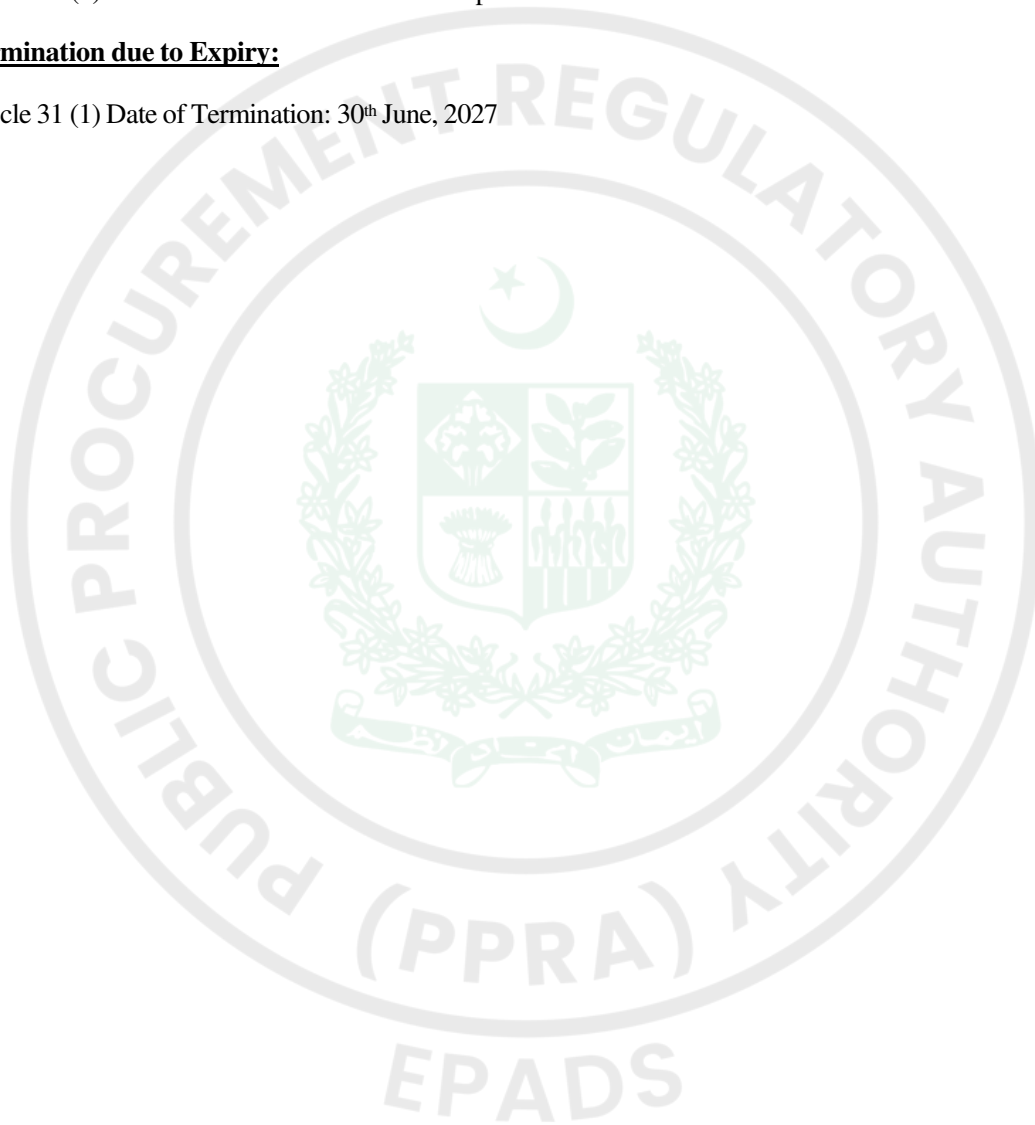 mination due to Expiry:
cle 31 (1) Date of Termination: 30th June, 2027
PUBLIC PROCUREMENT REGULATORY AUTHORITY
(PPRA)
EPADS